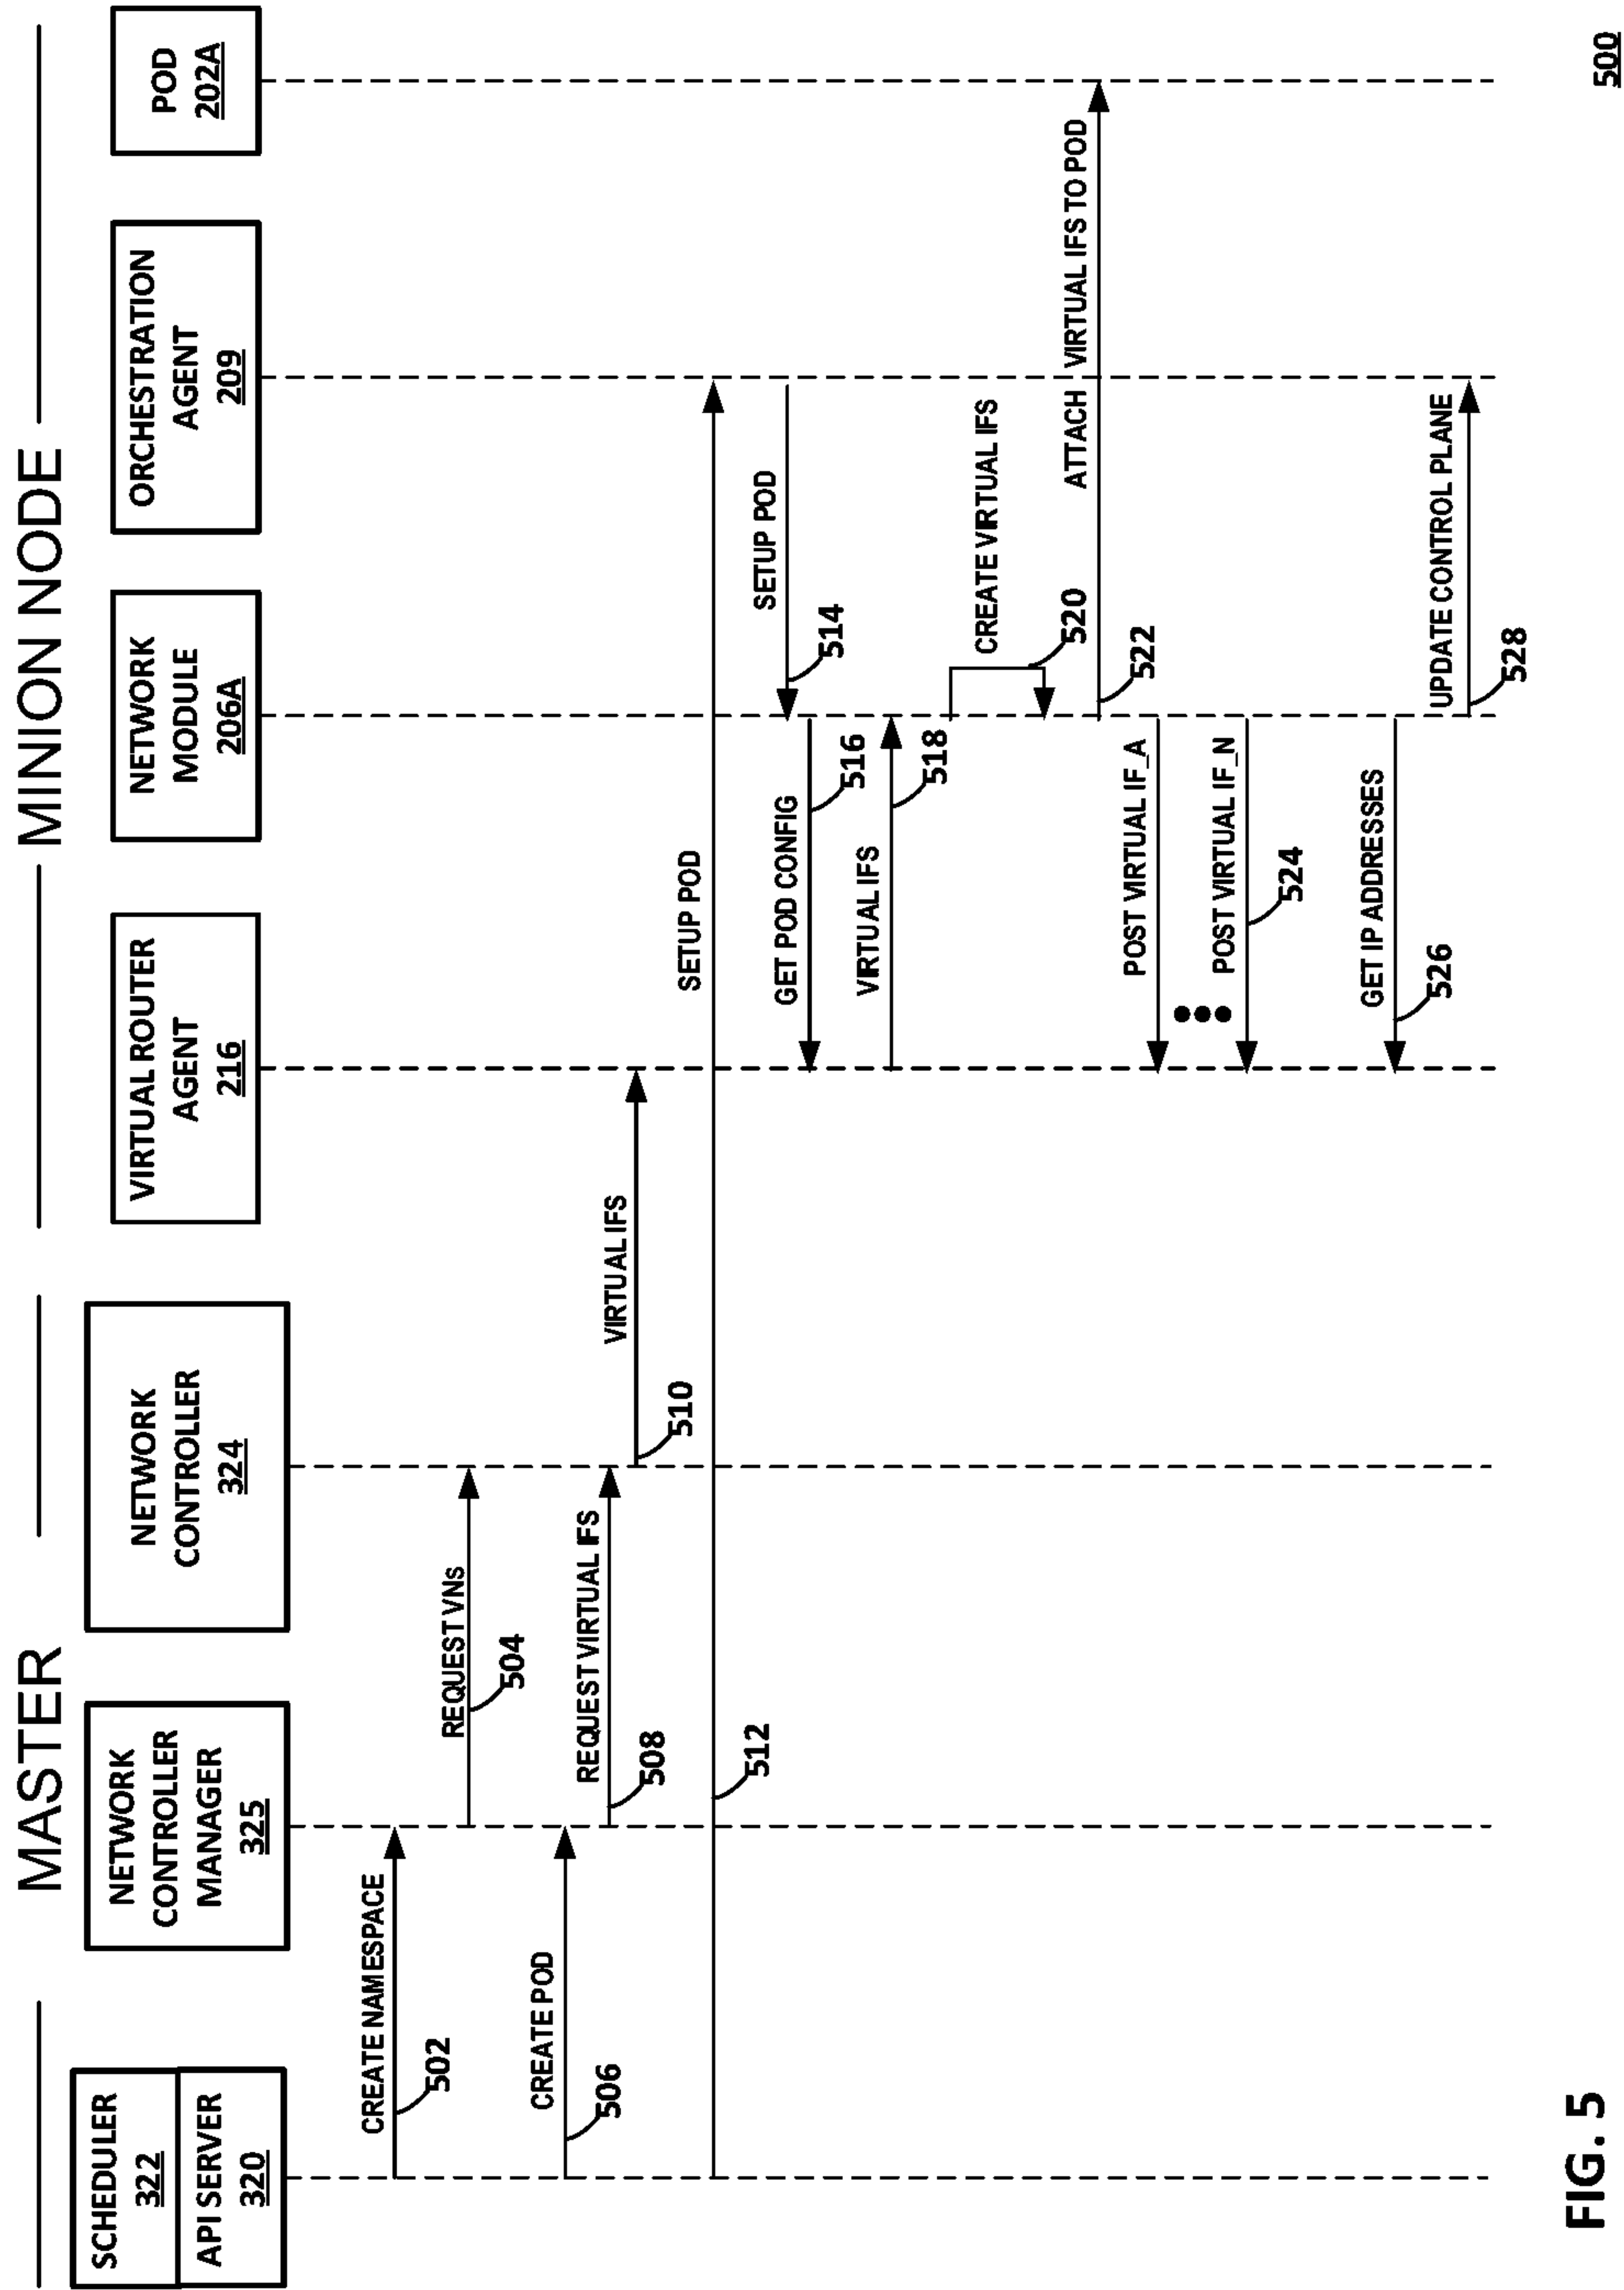 MASTER
MINION NODE
SCHEDULER
322
API SERVER
320
NETWORK
CONTROLLER
MANAGER
325
NETWORK
CONTROLLER
324
VIRTUAL ROUTER
AGENT
216
NETWORK
MODULE
206A
ORCHESTRATION
AGENT
209
POD
202A
CREATE NAMESPACE
502
REQUEST VNs
504
CREATE POD
506
REQUEST VIRTUAL IFS
508
VIRTUAL IFS
510
SETUP POD
512
SETUP POD
514
GET POD CONFIG
516
VIRTUAL IFS
518
CREATE VIRTUAL IFS
520
ATTACH VIRTUAL IFS TO POD
522
POST VIRTUAL IF_A
POST VIRTUAL IF_N
524
GET IP ADDRESSES
526
UPDATE CONTROL PLANE
528
FIG. 5
500